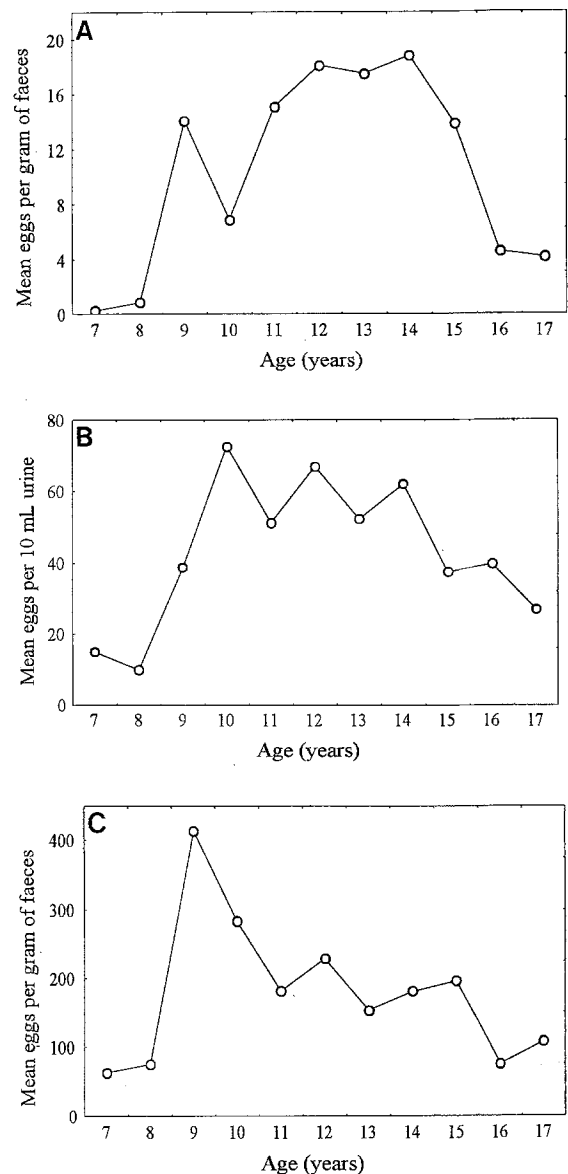 A
Mean eggs per gram of faeces
20
16
12
8
4
0
7 8 9 10 11 12 13 14 15 16 17
Age (years)
B
Mean eggs per 10 mL urine
80
60
40
20
0
7 8 9 10 11 12 13 14 15 16 17
Age (years)
C
Mean eggs per gram of faeces
400
300
200
100
0
7 8 9 10 11 12 13 14 15 16 17
Age (years)